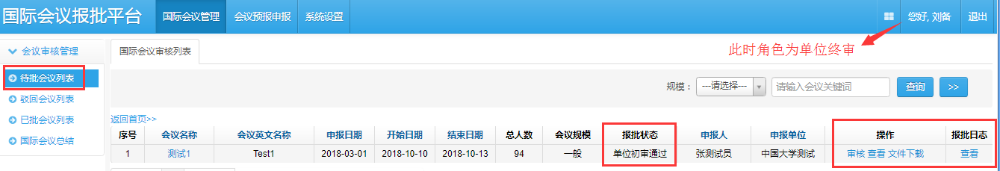 国际会议报批平台 国际会议管理 会议预报申报 系统设置 您好, 刘备 退出
此时角色为单位终审
会议审核管理
待批会议列表
驳回会议列表
已批会议列表
国际会议总结
国际会议审核列表
规模： ---请选择--- 请输入会议关键词 查询 >>
返回首页>>
序号 会议名称 会议英文名称 申报日期 开始日期 结束日期 总人数 会议规模 报批状态 申报人 申报单位 操作 报批日志
1 测试1 Test1 2018-03-01 2018-10-10 2018-10-13 94 一般 单位初审通过 张测试员 中国大学测试 审核 查看 文件下载 查看